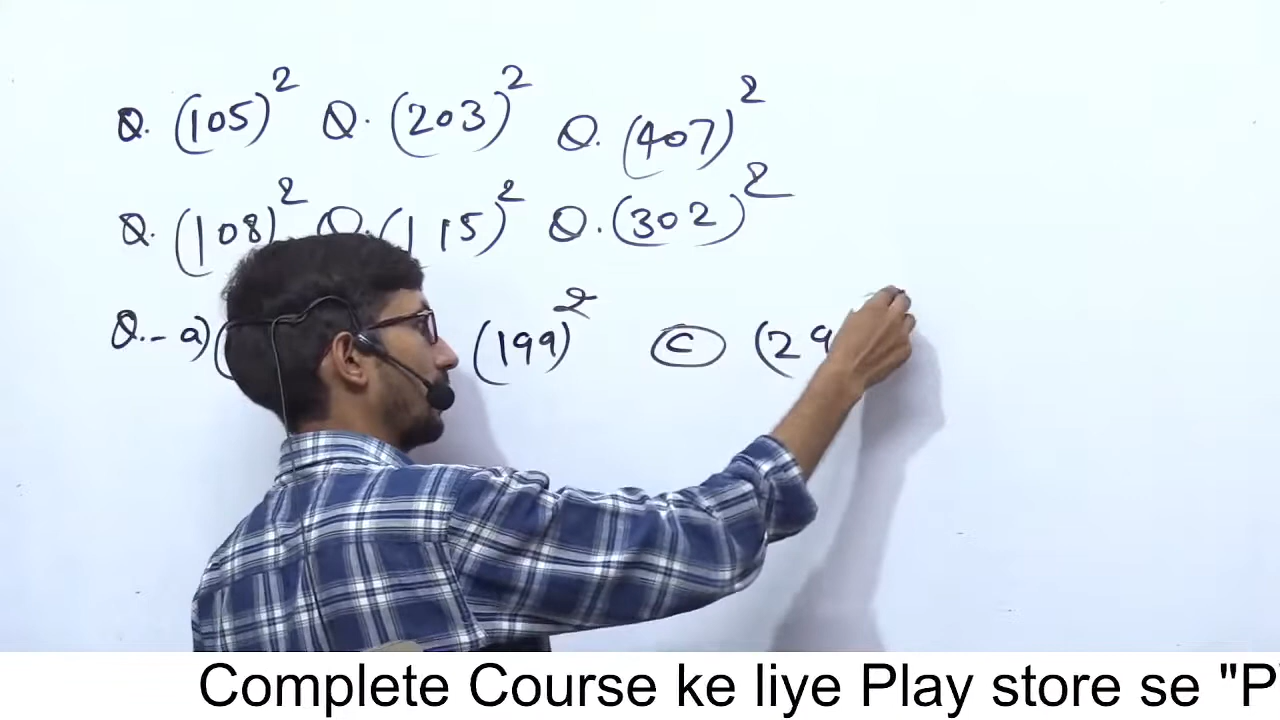 Q. (105)² Q. (203)² Q. (407)²
Q. (108)² Q. (115)² Q. (302)²
Q.- a) ( (199)² C (29
Complete Course ke liye Play store se "P